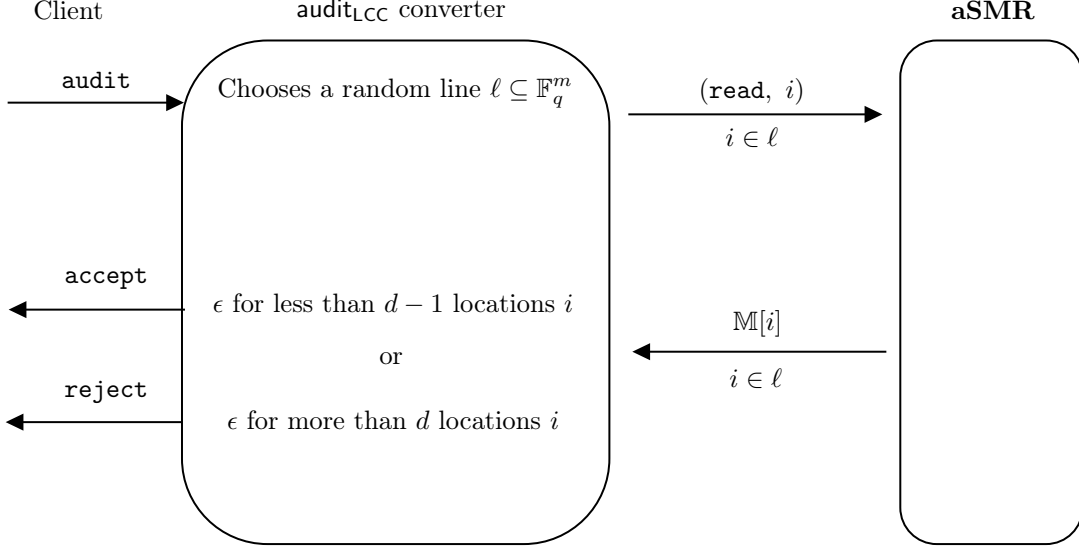 Client
audit_LCC converter
aSMR
audit
Chooses a random line ℓ ⊆ 𝔽_q^m
(read, i)
i ∈ ℓ
accept
ϵ for less than d − 1 locations i
𝕄[i]
or
i ∈ ℓ
reject
ϵ for more than d locations i